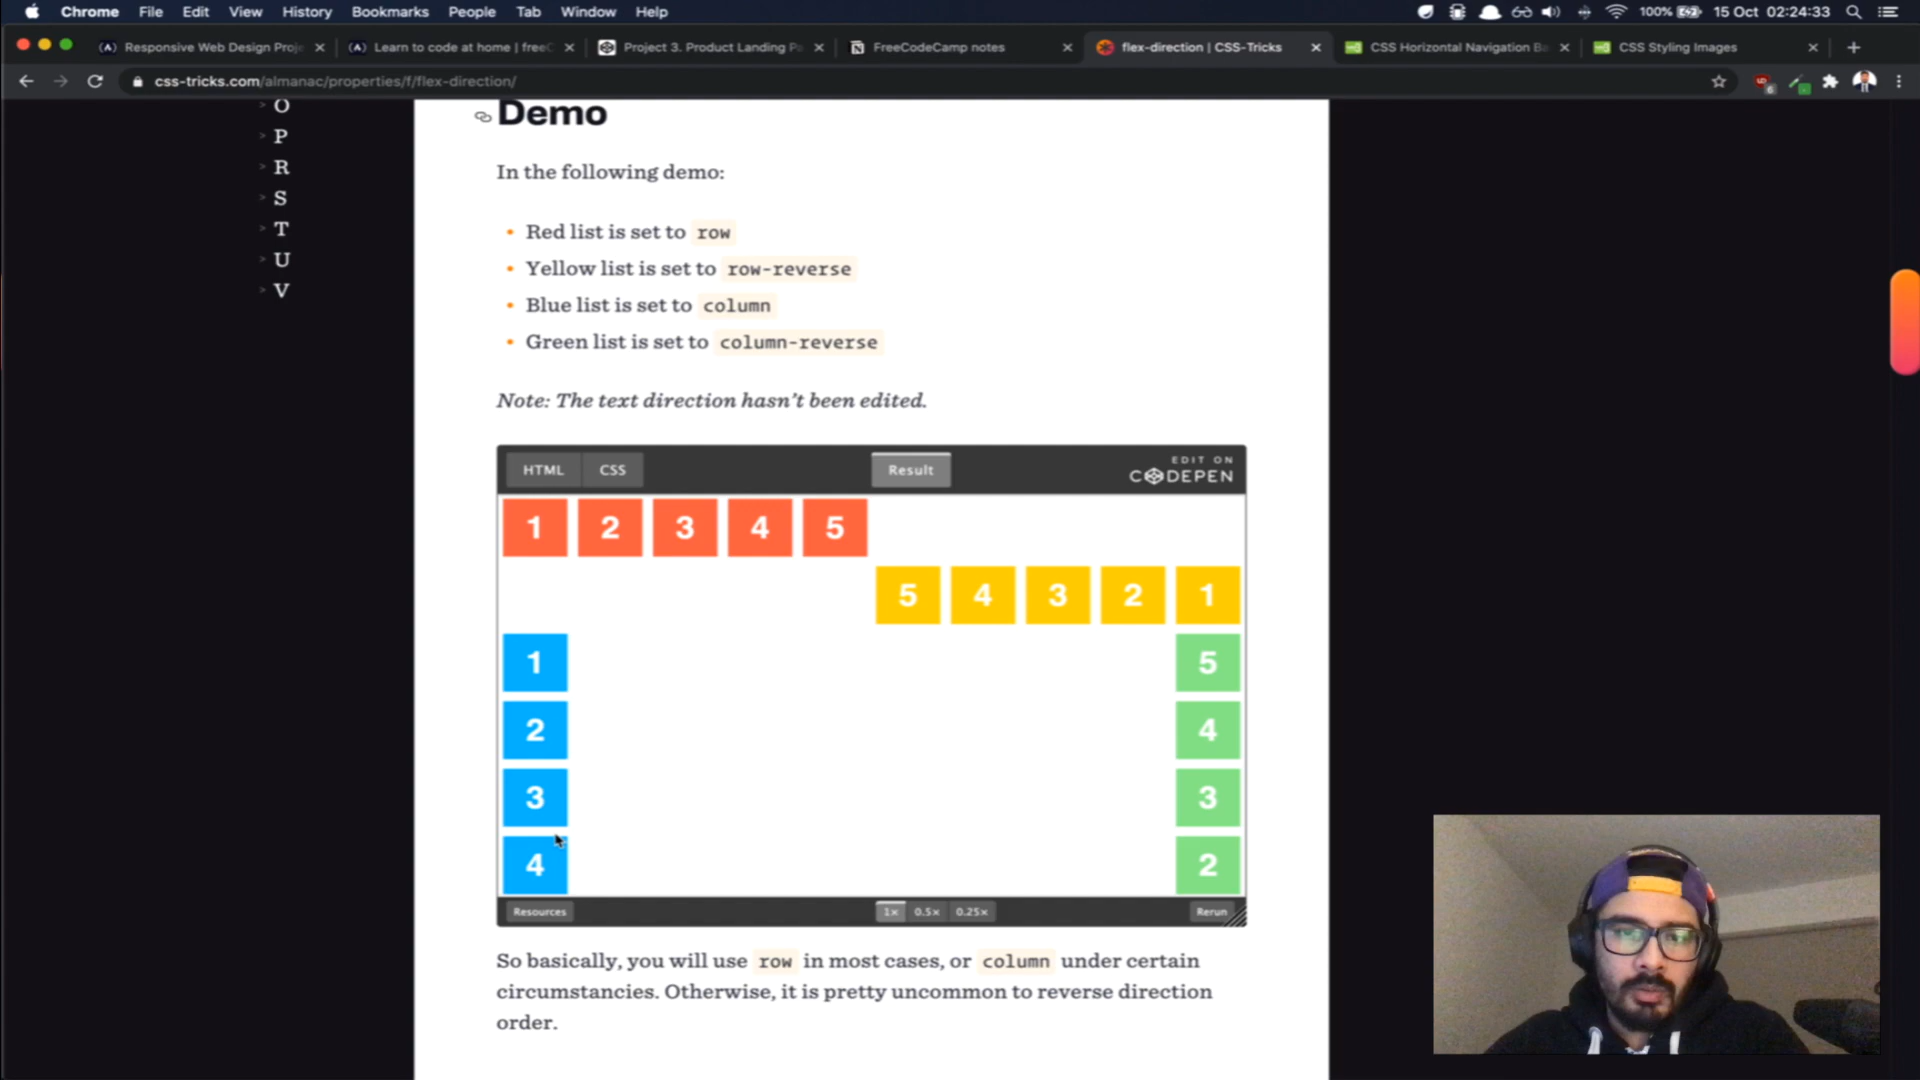 Chrome File Edit View History Bookmarks People Tab Window Help 100% 15 Oct 02:24:33
Responsive Web Design Proje Learn to code at home | freeC Project 3. Product Landing Pa FreeCodeCamp notes flex-direction | CSS-Tricks CSS Horizontal Navigation Ba CSS Styling Images
css-tricks.com/almanac/properties/f/flex-direction/
> O
> P
> R
> S
> T
> U
> V
Demo
In the following demo:
• Red list is set to row
• Yellow list is set to row-reverse
• Blue list is set to column
• Green list is set to column-reverse
Note: The text direction hasn't been edited.
HTML CSS Result EDIT ON
CODEPEN
1 2 3 4 5
5 4 3 2 1
1 5
2 4
3 3
4 2
Resources 1x 0.5x 0.25x Rerun
So basically, you will use row in most cases, or column under certain
circumstancies. Otherwise, it is pretty uncommon to reverse direction
order.